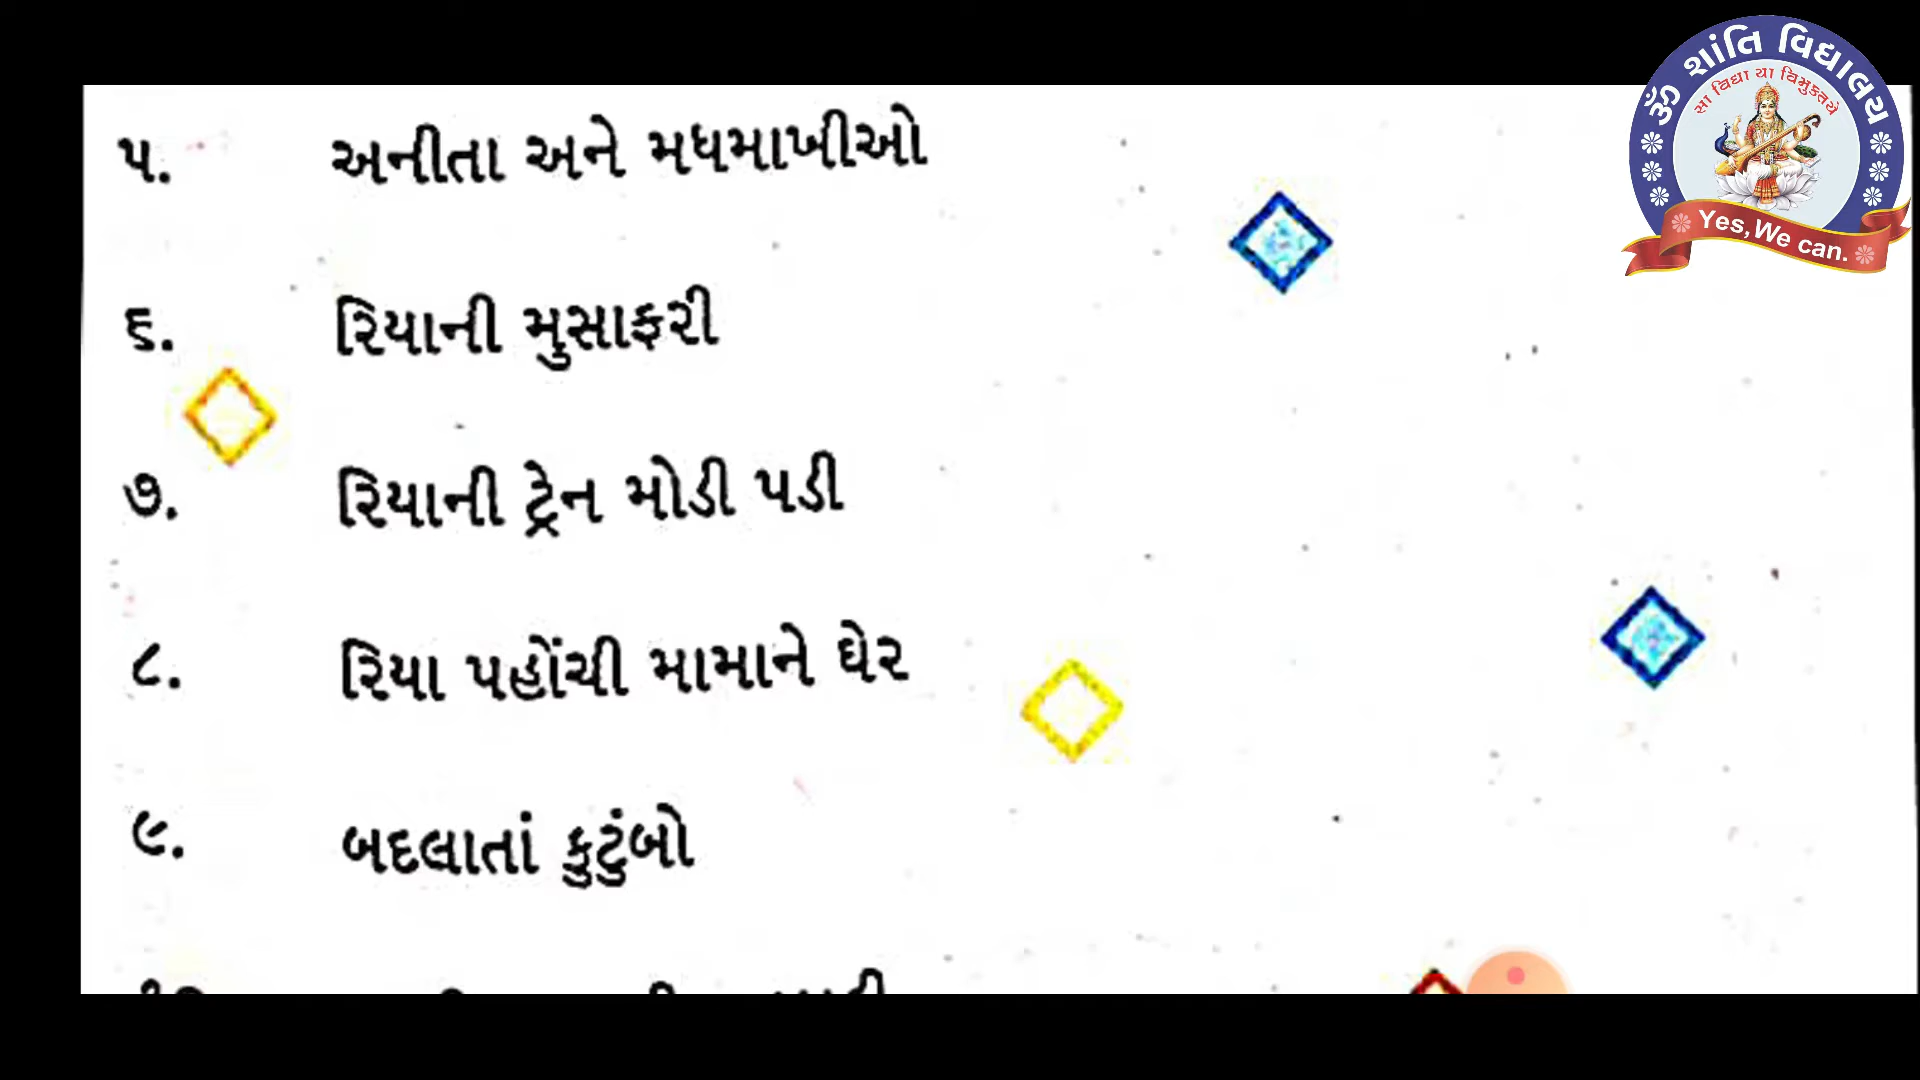 ૫. અનીતા અને મધમાખીઓ
૬. રિયાની મુસાફરી
૭. રિયાની ટ્રેન મોડી પડી
૮. રિયા પહોંચી મામાને ઘેર
૯. બદલાતાં કુટુંબો
ૐ શાંતિ વિદ્યાલય
સા વિદ્યા યા વિમુક્તયે
Yes, We can.